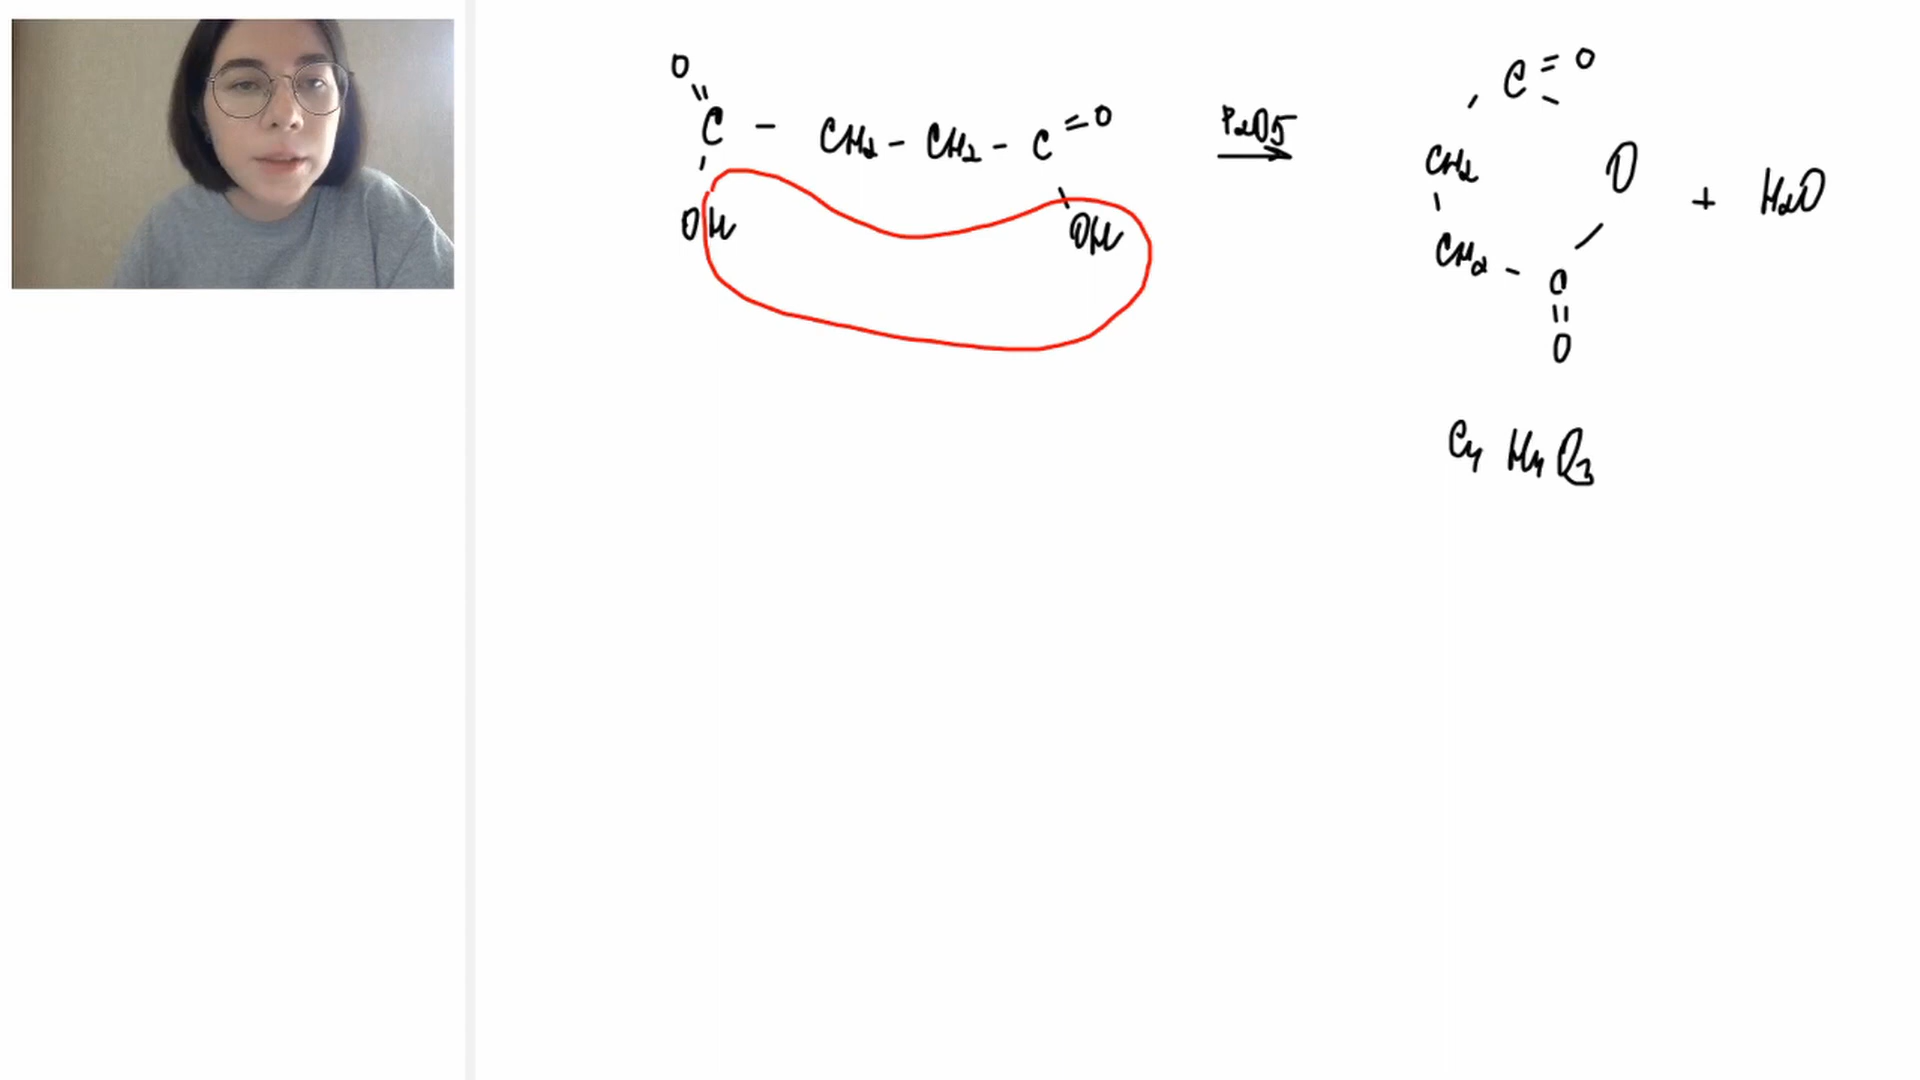 O
||
C - CH2 - CH2 - C = O
OH OH
P2O5
C = O
CH2 O + H2O
CH2 - C
||
O
C4 H4 O3